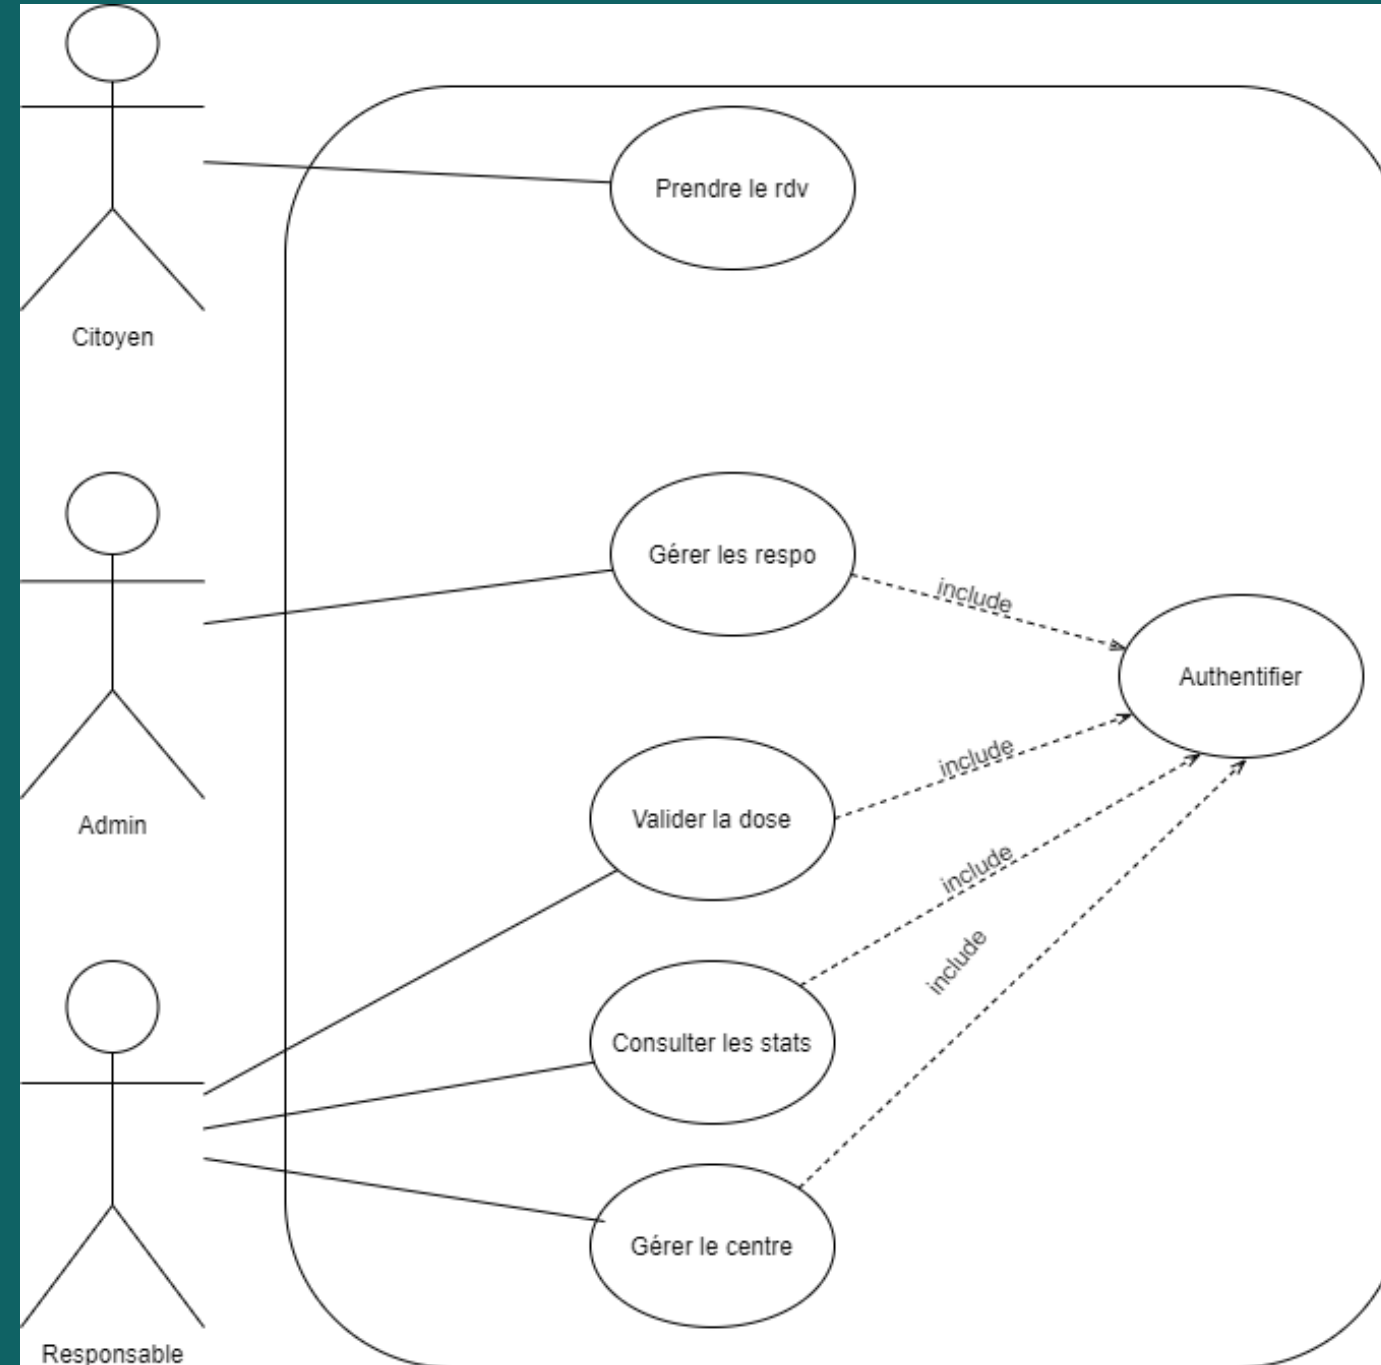 Prendre le rdv
Citoyen
Gérer les respo
include
Authentifier
Admin
Valider la dose
include
Consulter les stats
include
Gérer le centre
include
Responsable